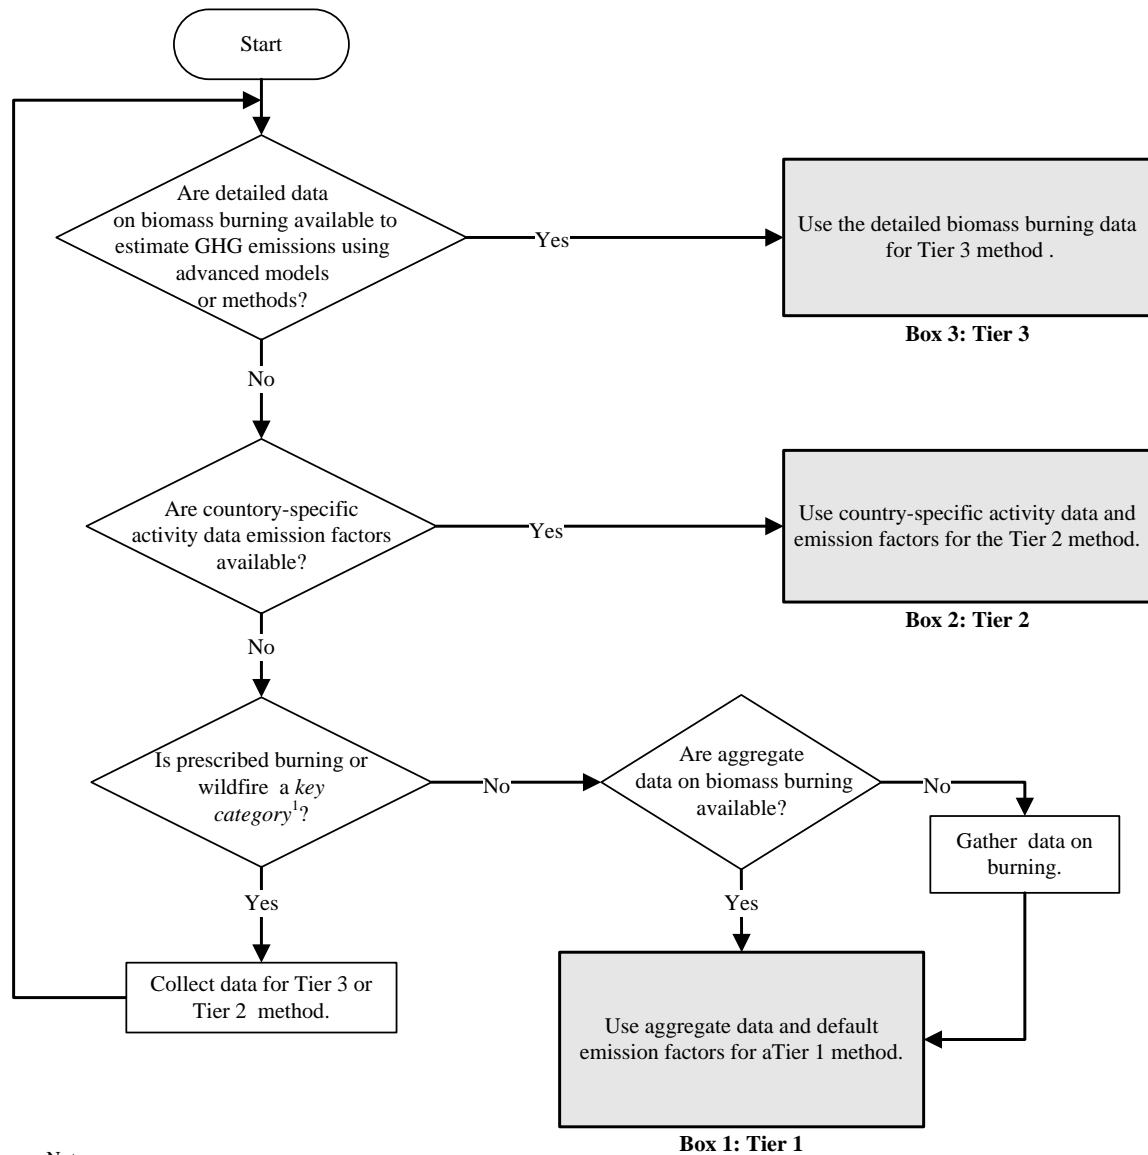 Start
Are detailed data
on biomass burning available to
estimate GHG emissions using
advanced models
or methods?
Yes
Use the detailed biomass burning data
for Tier 3 method .
Box 3: Tier 3
No
Are countory-specific
activity data emission factors
available?
Yes
Use country-specific activity data and
emission factors for the Tier 2 method.
Box 2: Tier 2
No
Is prescribed burning or
wildfire a key
category1?
No
Are aggregate
data on biomass burning
available?
No
Gather data on
burning.
Yes
Yes
Collect data for Tier 3 or
Tier 2 method.
Use aggregate data and default
emission factors for aTier 1 method.
Box 1: Tier 1